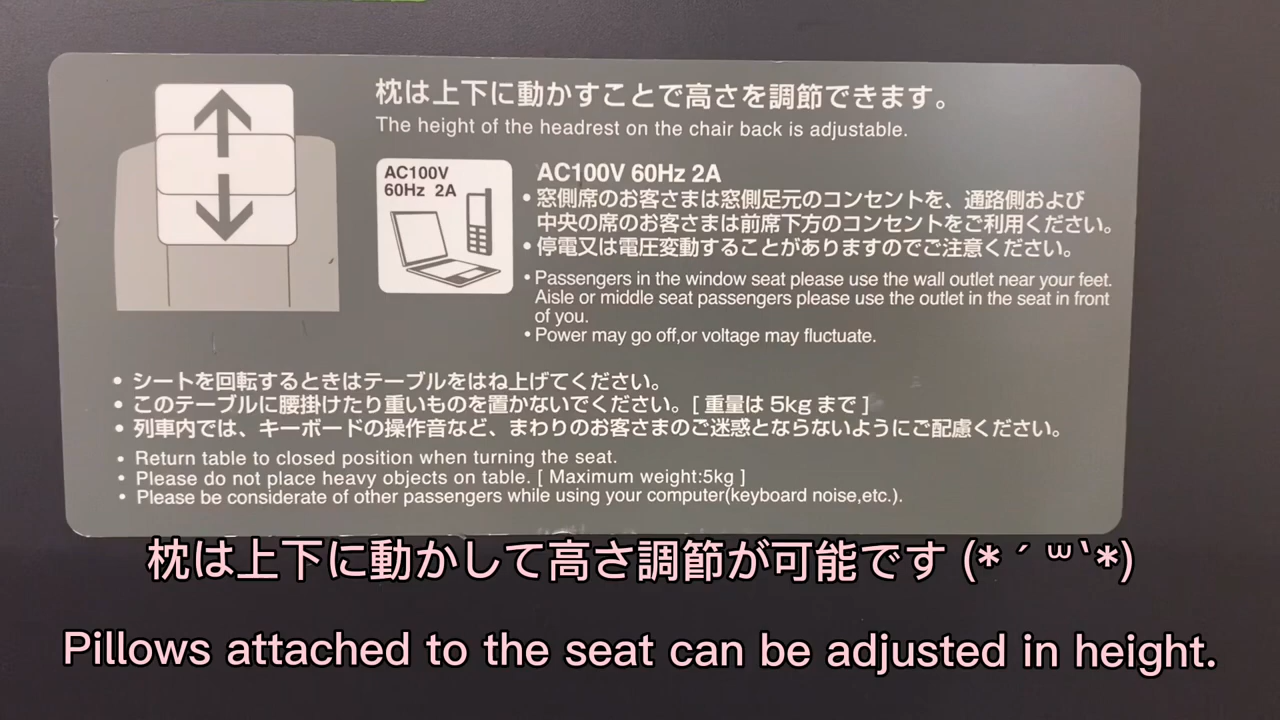 枕は上下に動かすことで高さを調節できます。
The height of the headrest on the chair back is adjustable.
AC100V
60Hz 2A
AC100V 60Hz 2A
• 窓側席のお客さまは窓側足元のコンセントを、通路側および
中央の席のお客さまは前席下方のコンセントをご利用ください。
• 停電又は電圧変動することがありますのでご注意ください。
• Passengers in the window seat please use the wall outlet near your feet.
Aisle or middle seat passengers please use the outlet in the seat in front
of you.
• Power may go off,or voltage may fluctuate.
• シートを回転するときはテーブルをはね上げてください。
• このテーブルに腰掛けたり重いものを置かないでください。[ 重量は 5kg まで ]
• 列車内では、キーボードの操作音など、まわりのお客さまのご迷惑とならないようにご配慮ください。
• Return table to closed position when turning the seat.
• Please do not place heavy objects on table. [ Maximum weight:5kg ]
• Please be considerate of other passengers while using your computer(keyboard noise,etc.).
枕は上下に動かして高さ調節が可能です (*´꒳`*)
Pillows attached to the seat can be adjusted in height.